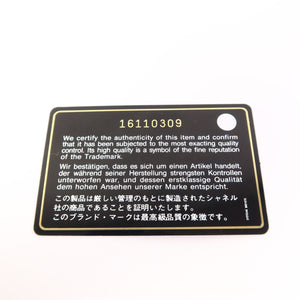 16110309
We certify the authenticity of this item and confirm
that it has been subjected to the most exacting quality
control. Its high quality is a symbol of the fine reputation
of the Trademark.
Wir bestätigen, dass es sich um einen Artikel handelt,
der während seiner Herstellung strengsten Kontrollen
unterworfen war, und dessen erstklassige Qualität
dem hohen Ansehen unserer Marke entspricht.
この製品は厳しい管理のもとに製造されたシャネル
社の商品であることを証明いたします。
このブランド・マークは最高級品質の象徴です。